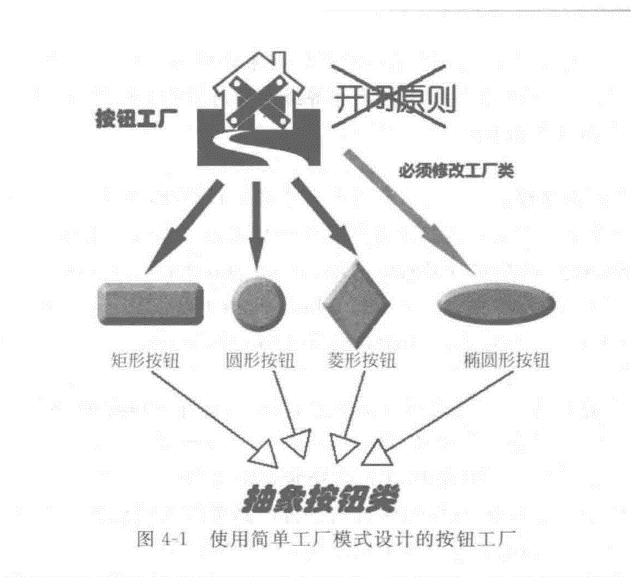 开闭原则
按钮工厂
必须修改工厂类
矩形按钮 圆形按钮 菱形按钮 椭圆形按钮
抽象按钮类
图 4-1 使用简单工厂模式设计的按钮工厂